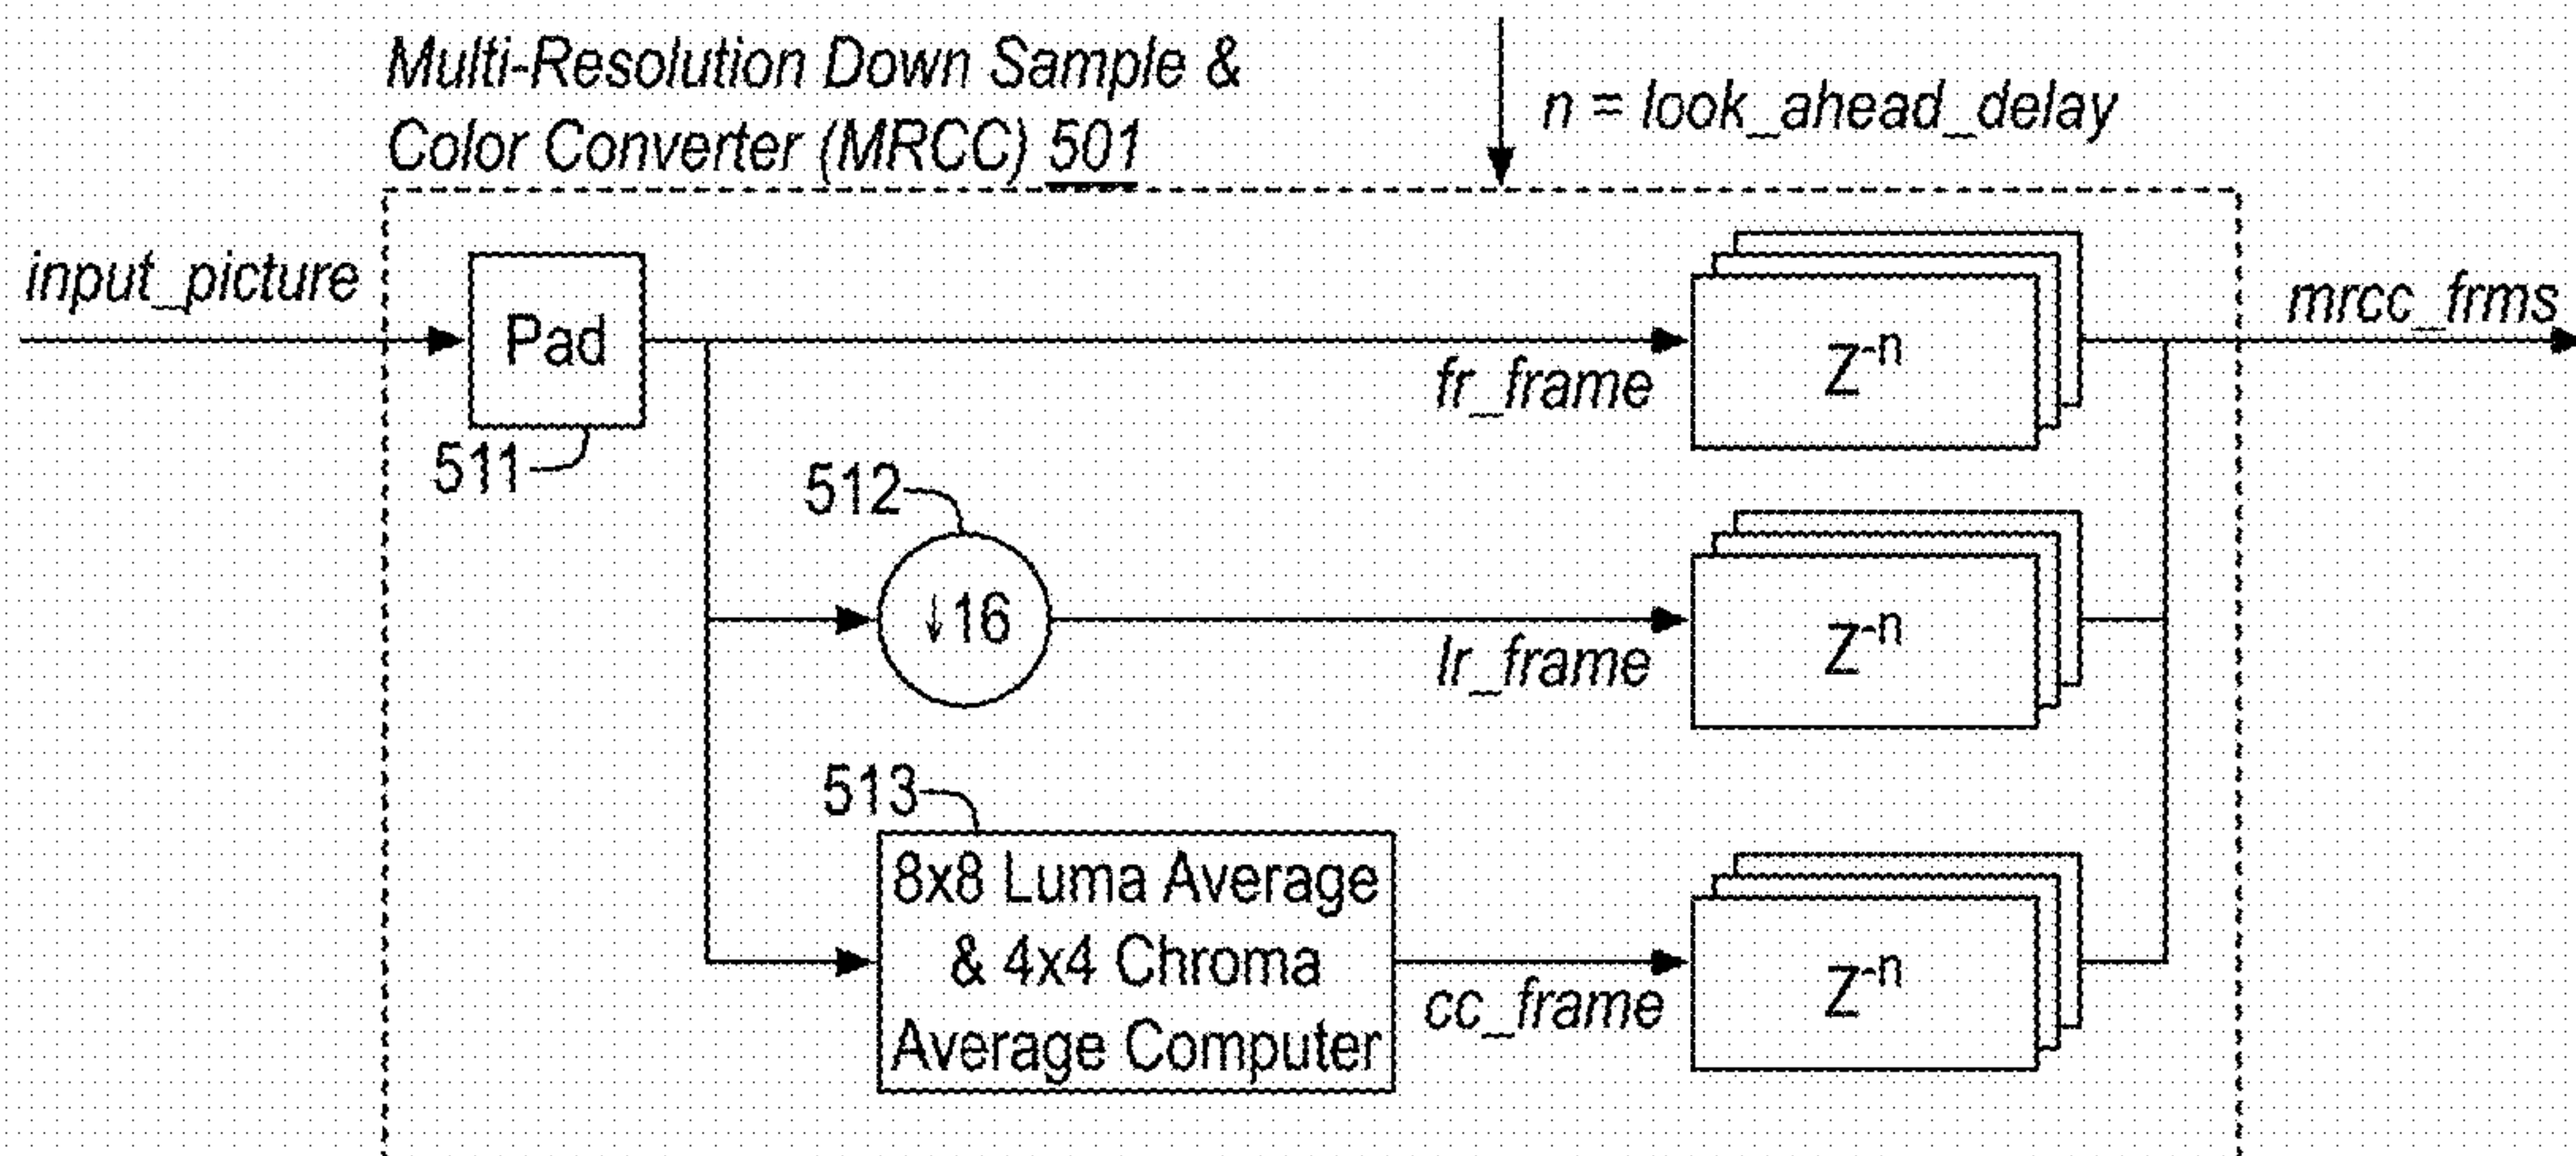 Multi-Resolution Down Sample &
Color Converter (MRCC) 501
n = look_ahead_delay
input_picture
Pad
511
fr_frame
Z-n
mrcc_frms
512
↓16
lr_frame
Z-n
513
8x8 Luma Average
& 4x4 Chroma
Average Computer
cc_frame
Z-n